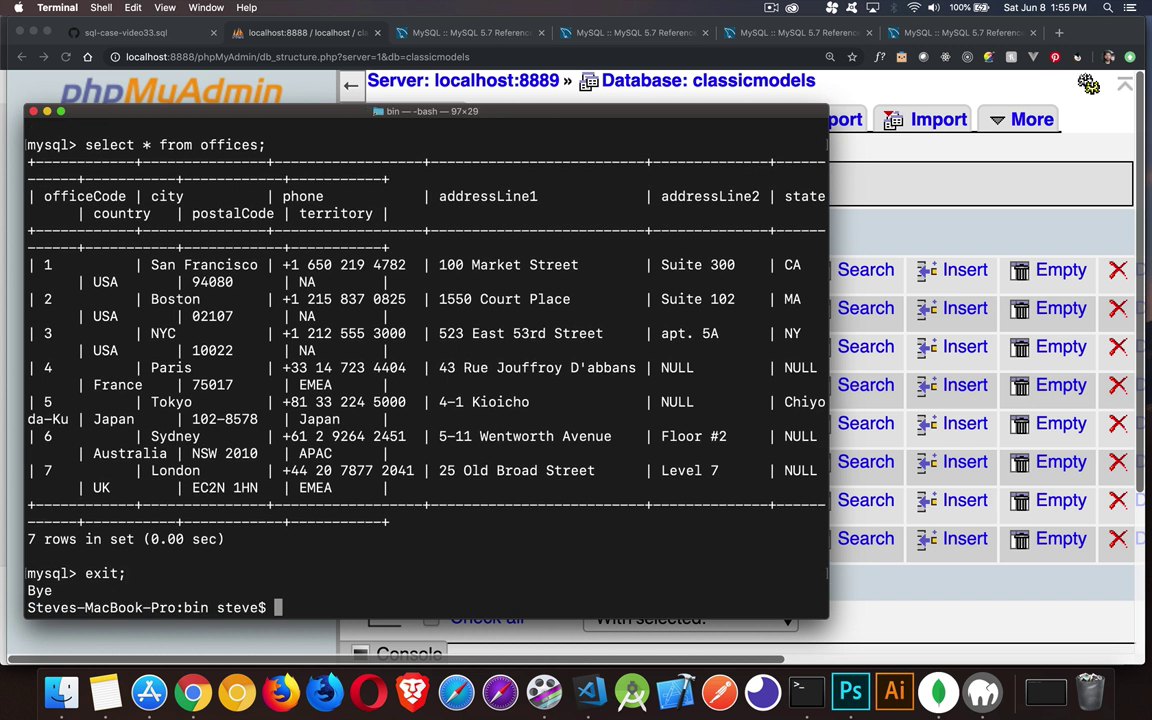 Terminal Shell Edit View Window Help 100% Sat Jun 8 1:55 PM
sql-case-video33.sql
localhost:8888 / localhost / cla
MySQL :: MySQL 5.7 Reference
MySQL :: MySQL 5.7 Reference
MySQL :: MySQL 5.7 Reference
MySQL :: MySQL 5.7 Reference
localhost:8888/phpMyAdmin/db_structure.php?server=1&db=classicmodels
phpMyAdmin
Server: localhost:8889 » Database: classicmodels
port Import More
bin — -bash — 97×29
mysql> select * from offices;
| officeCode | city | phone | addressLine1 | addressLine2 | state
| country | postalCode | territory |
| 1 | San Francisco | +1 650 219 4782 | 100 Market Street | Suite 300 | CA
| USA | 94080 | NA |
| 2 | Boston | +1 215 837 0825 | 1550 Court Place | Suite 102 | MA
| USA | 02107 | NA |
| 3 | NYC | +1 212 555 3000 | 523 East 53rd Street | apt. 5A | NY
| USA | 10022 | NA |
| 4 | Paris | +33 14 723 4404 | 43 Rue Jouffroy D'abbans | NULL | NULL
| France | 75017 | EMEA |
| 5 | Tokyo | +81 33 224 5000 | 4-1 Kioicho | NULL | Chiyo
da-Ku | Japan | 102-8578 | Japan |
| 6 | Sydney | +61 2 9264 2451 | 5-11 Wentworth Avenue | Floor #2 | NULL
| Australia | NSW 2010 | APAC |
| 7 | London | +44 20 7877 2041 | 25 Old Broad Street | Level 7 | NULL
| UK | EC2N 1HN | EMEA |
7 rows in set (0.00 sec)
mysql> exit;
Bye
Steves-MacBook-Pro:bin steve$
Search Insert Empty
Search Insert Empty
Search Insert Empty
Search Insert Empty
Search Insert Empty
Search Insert Empty
Search Insert Empty
Search Insert Empty
Check all With selected:
Console
Ps Ai